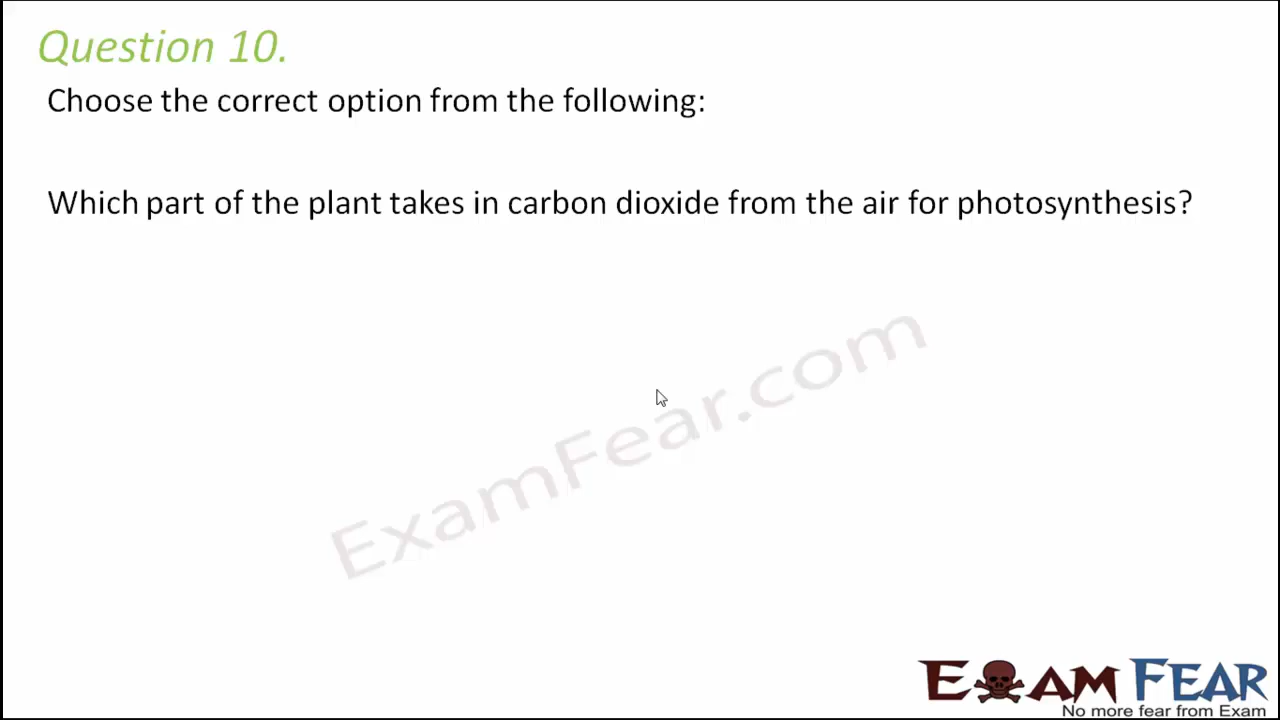 Question 10.
Choose the correct option from the following:
Which part of the plant takes in carbon dioxide from the air for photosynthesis?
ExamFear.com
EXAM FEAR
No more fear from Exam